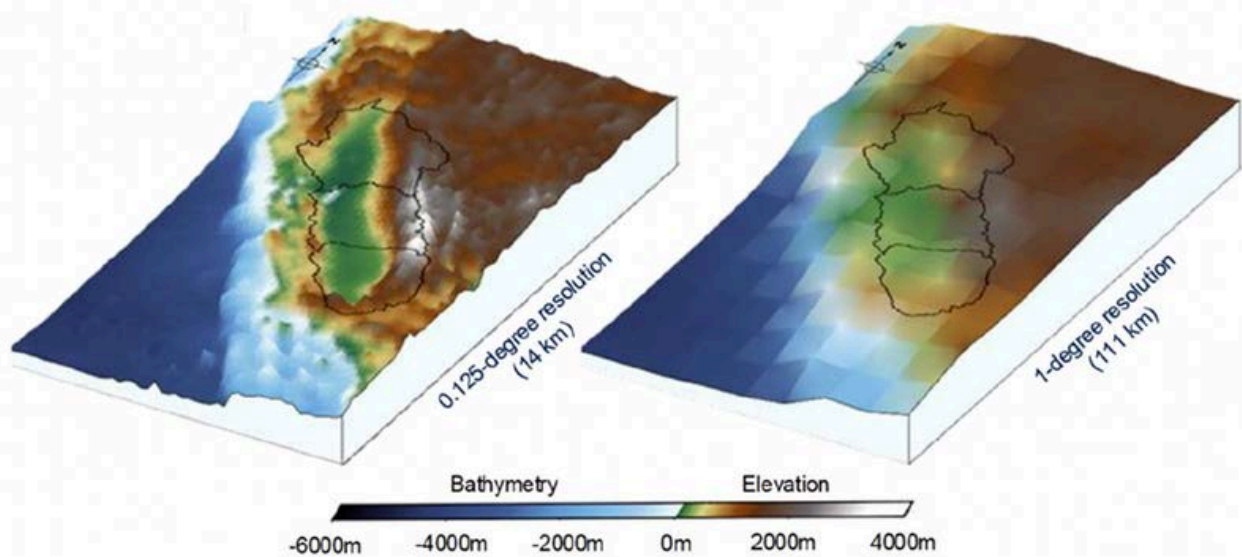 N
N
0.125-degree resolution
(14 km)
1-degree resolution
(111 km)
Bathymetry Elevation
-6000m -4000m -2000m 0m 2000m 4000m